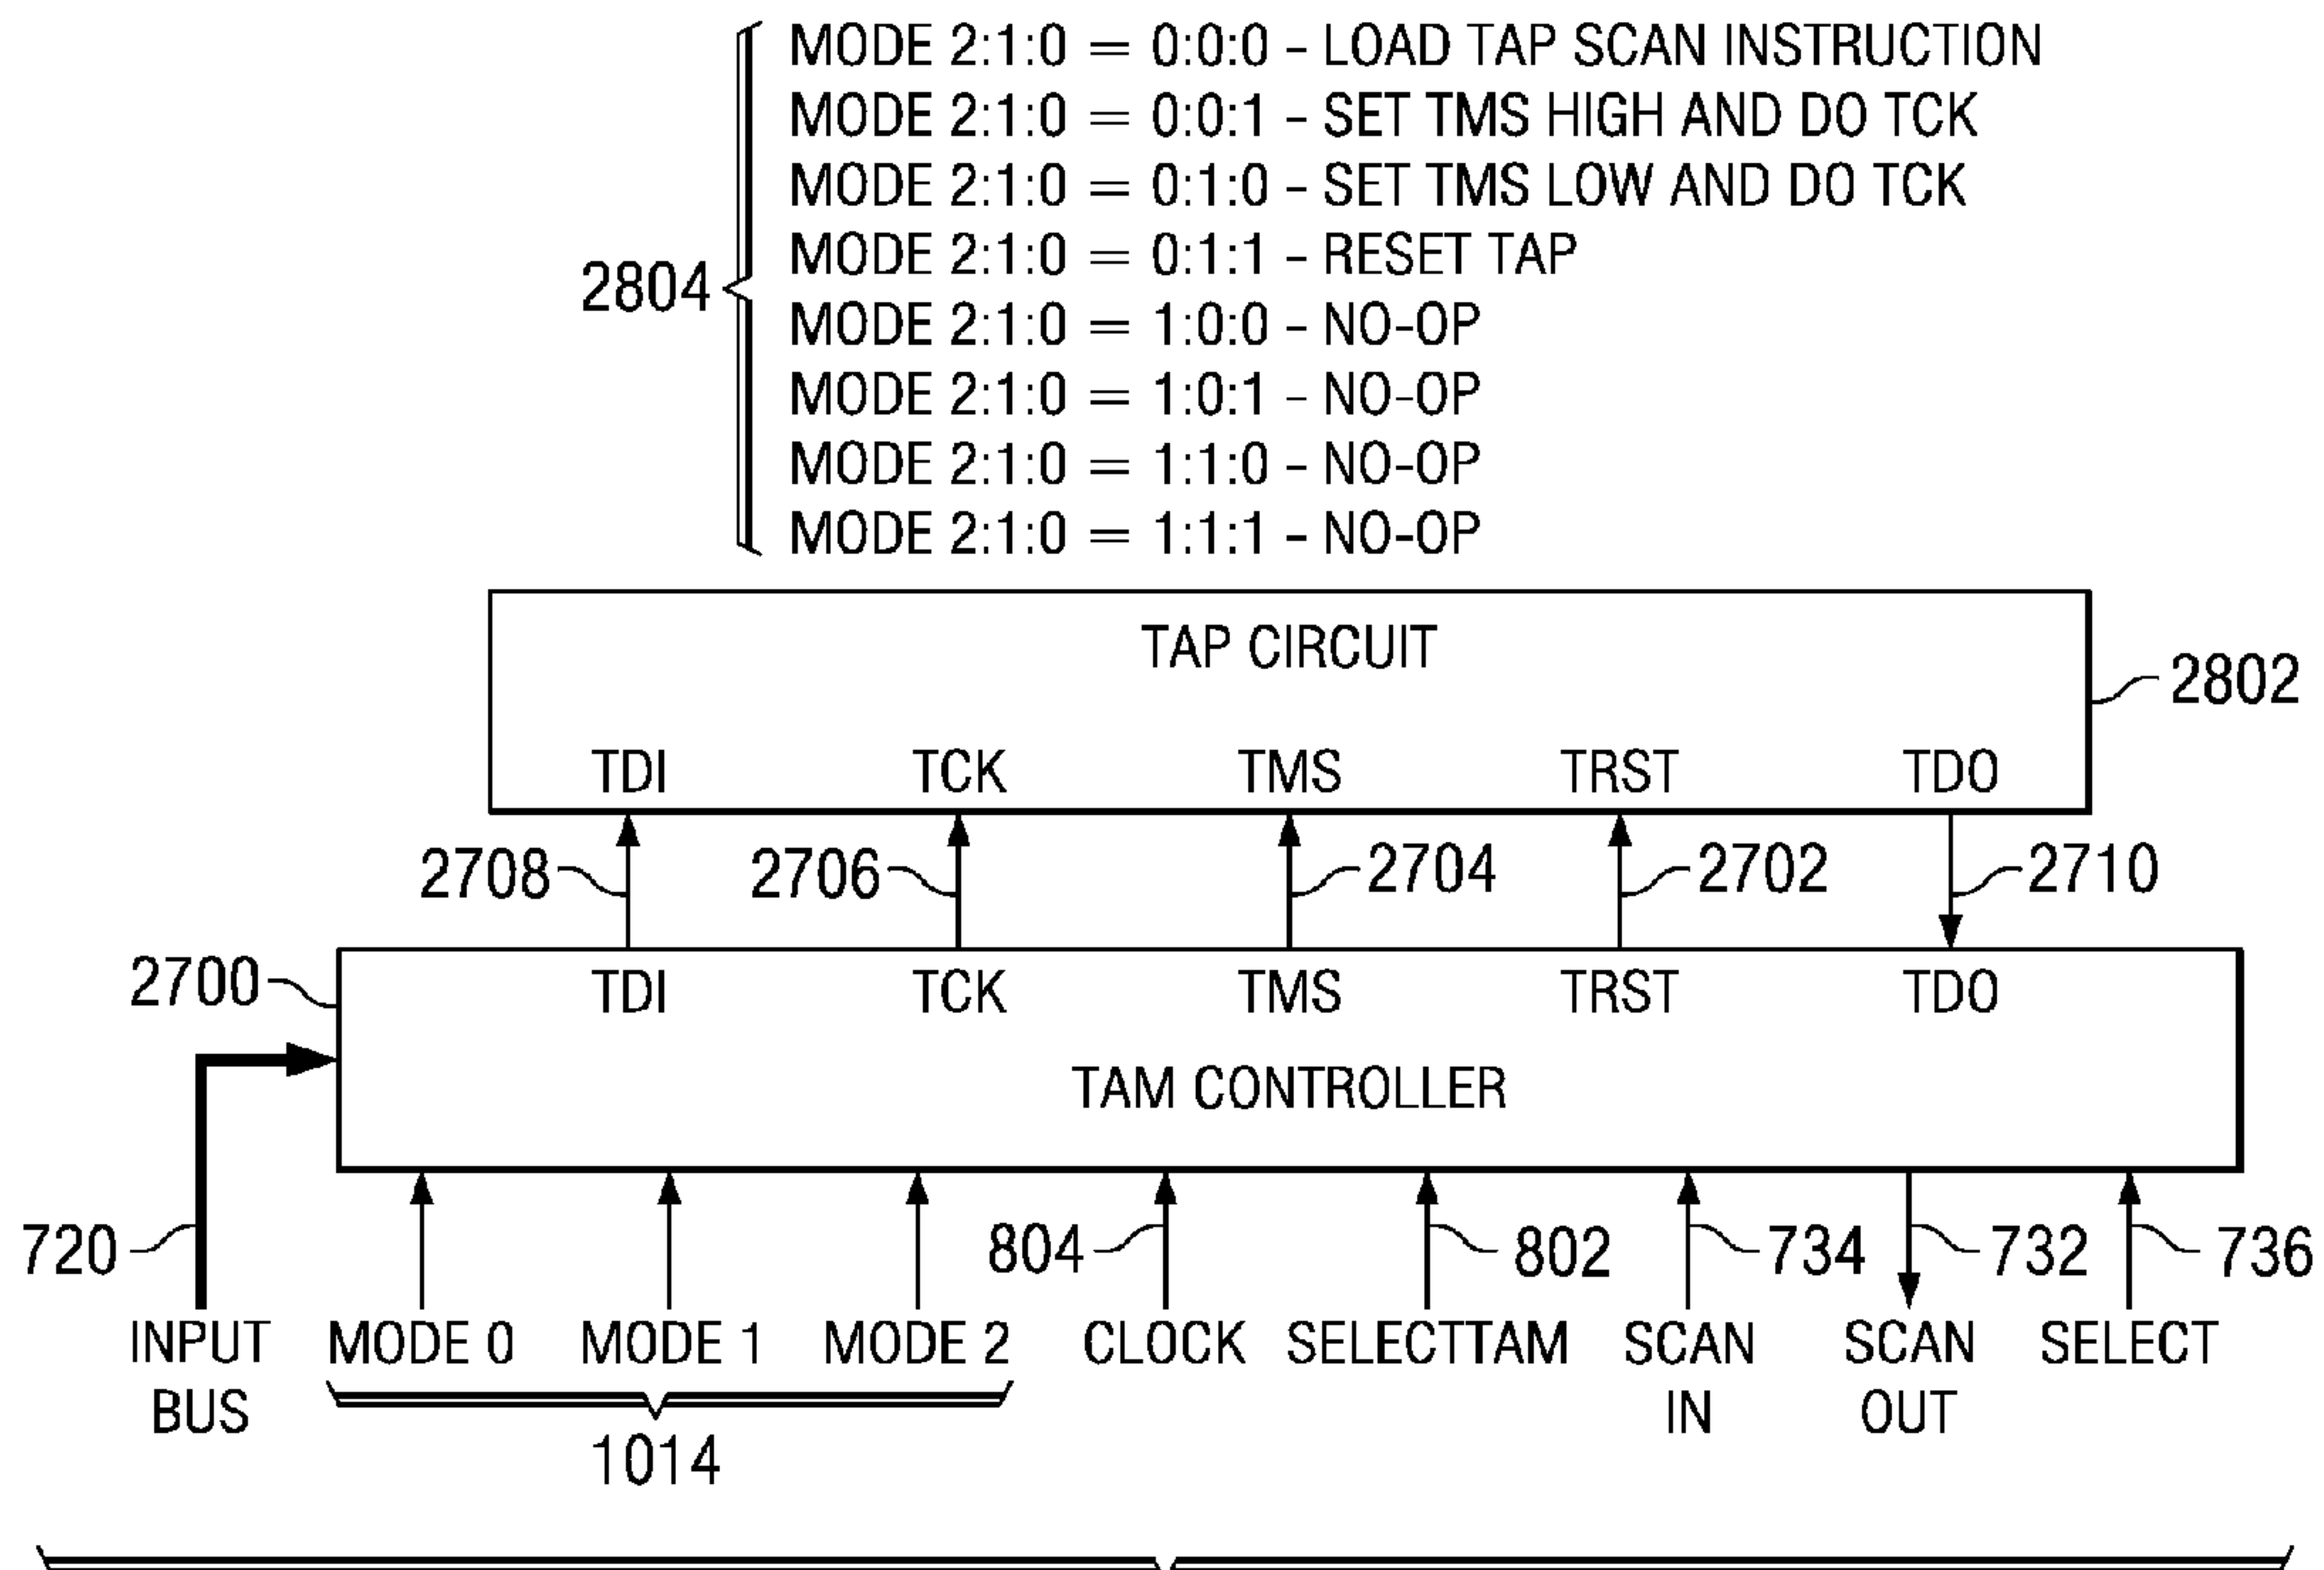 MODE 2:1:0 = 0:0:0 - LOAD TAP SCAN INSTRUCTION
MODE 2:1:0 = 0:0:1 - SET TMS HIGH AND DO TCK
MODE 2:1:0 = 0:1:0 - SET TMS LOW AND DO TCK
MODE 2:1:0 = 0:1:1 - RESET TAP
2804
MODE 2:1:0 = 1:0:0 - NO-OP
MODE 2:1:0 = 1:0:1 - NO-OP
MODE 2:1:0 = 1:1:0 - NO-OP
MODE 2:1:0 = 1:1:1 - NO-OP
TAP CIRCUIT
2802
TDI TCK TMS TRST TDO
2708 2706 2704 2702 2710
2700
TDI TCK TMS TRST TDO
TAM CONTROLLER
720 804 802 734 732 736
INPUT BUS
MODE 0 MODE 1 MODE 2
CLOCK
SELECTTAM
SCAN IN
SCAN OUT
SELECT
1014